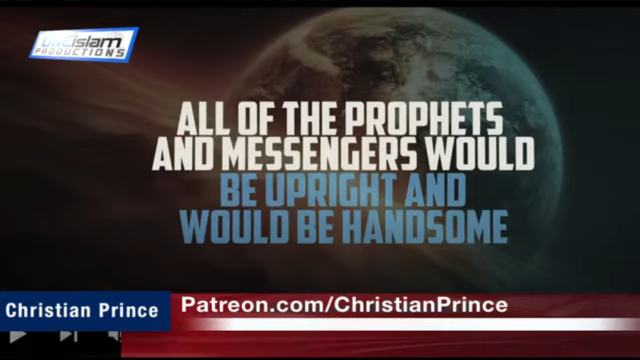 ONEislam
PRODUCTIONS
ALL OF THE PROPHETS
AND MESSENGERS WOULD
BE UPRIGHT AND
WOULD BE HANDSOME
Christian Prince
Patreon.com/ChristianPrince